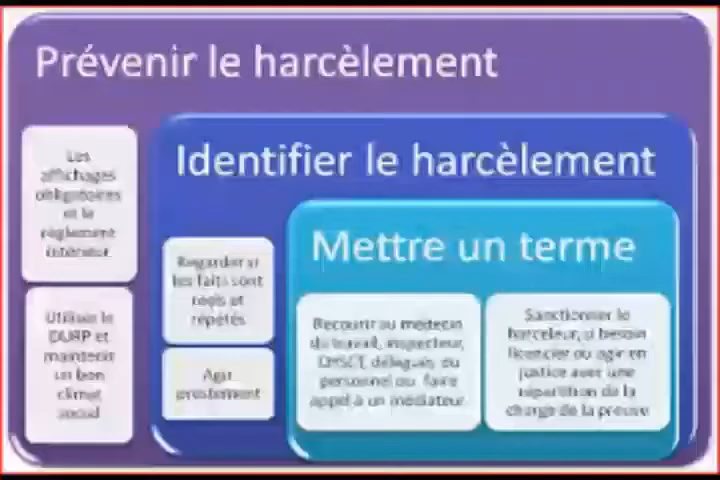 Prévenir le harcèlement
Les
affichages
obligatoires
et le
règlement
intérieur
Utiliser le
DURP et
maintenir
un bon
climat
social
Identifier le harcèlement
Regarder si
les faits sont
réels et
répétés
Agir
prestement
Mettre un terme
Recourir au médecin
du travail, inspecteur,
CHSCT, délégués du
personnel ou faire
appel à un médiateur
Sanctionner le
harceleur, si besoin
licencier ou agir en
justice avec une
répartition de la
charge de la preuve